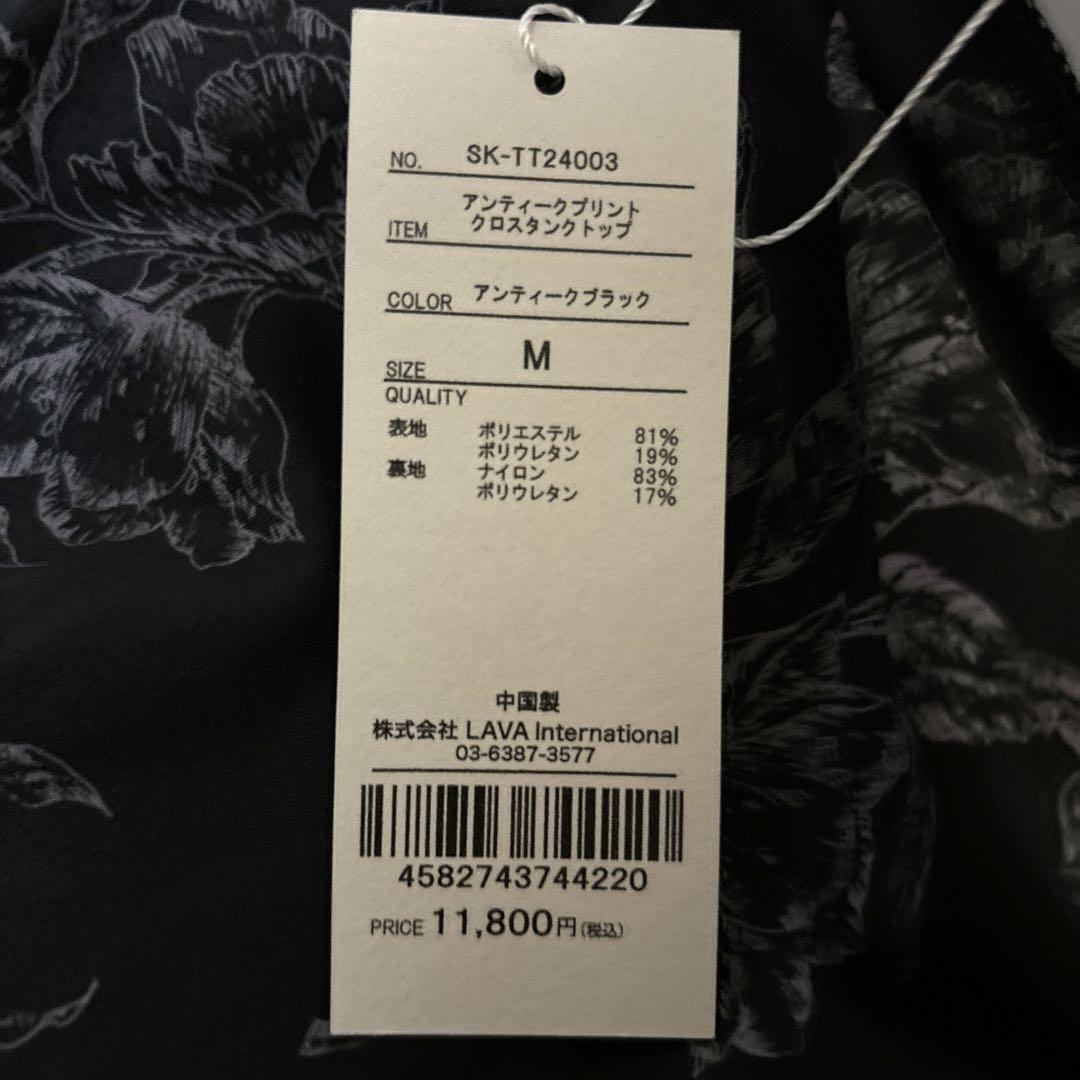 NO. SK-TT24003
アンティークプリント
ITEM クロスタンクトップ
COLOR アンティークブラック
SIZE M
QUALITY
表地 ポリエステル 81%
ポリウレタン 19%
裏地 ナイロン 83%
ポリウレタン 17%
中国製
株式会社 LAVA International
03-6387-3577
4582743744220
PRICE 11,800円(税込)